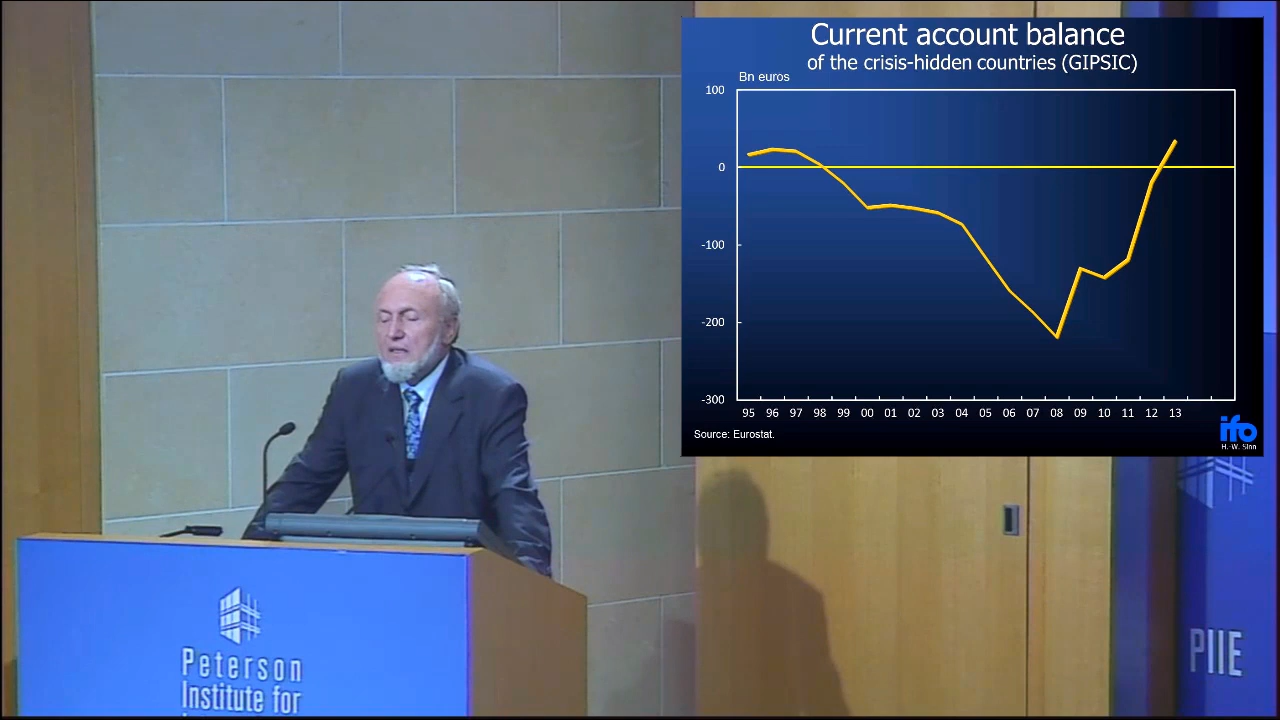 Current account balance
of the crisis-hidden countries (GIPSIC)
Bn euros
100
0
-100
-200
-300
95 96 97 98 99 00 01 02 03 04 05 06 07 08 09 10 11 12 13
Source: Eurostat.
ifo
H.-W. Sinn
Peterson
Institute for
PIIE